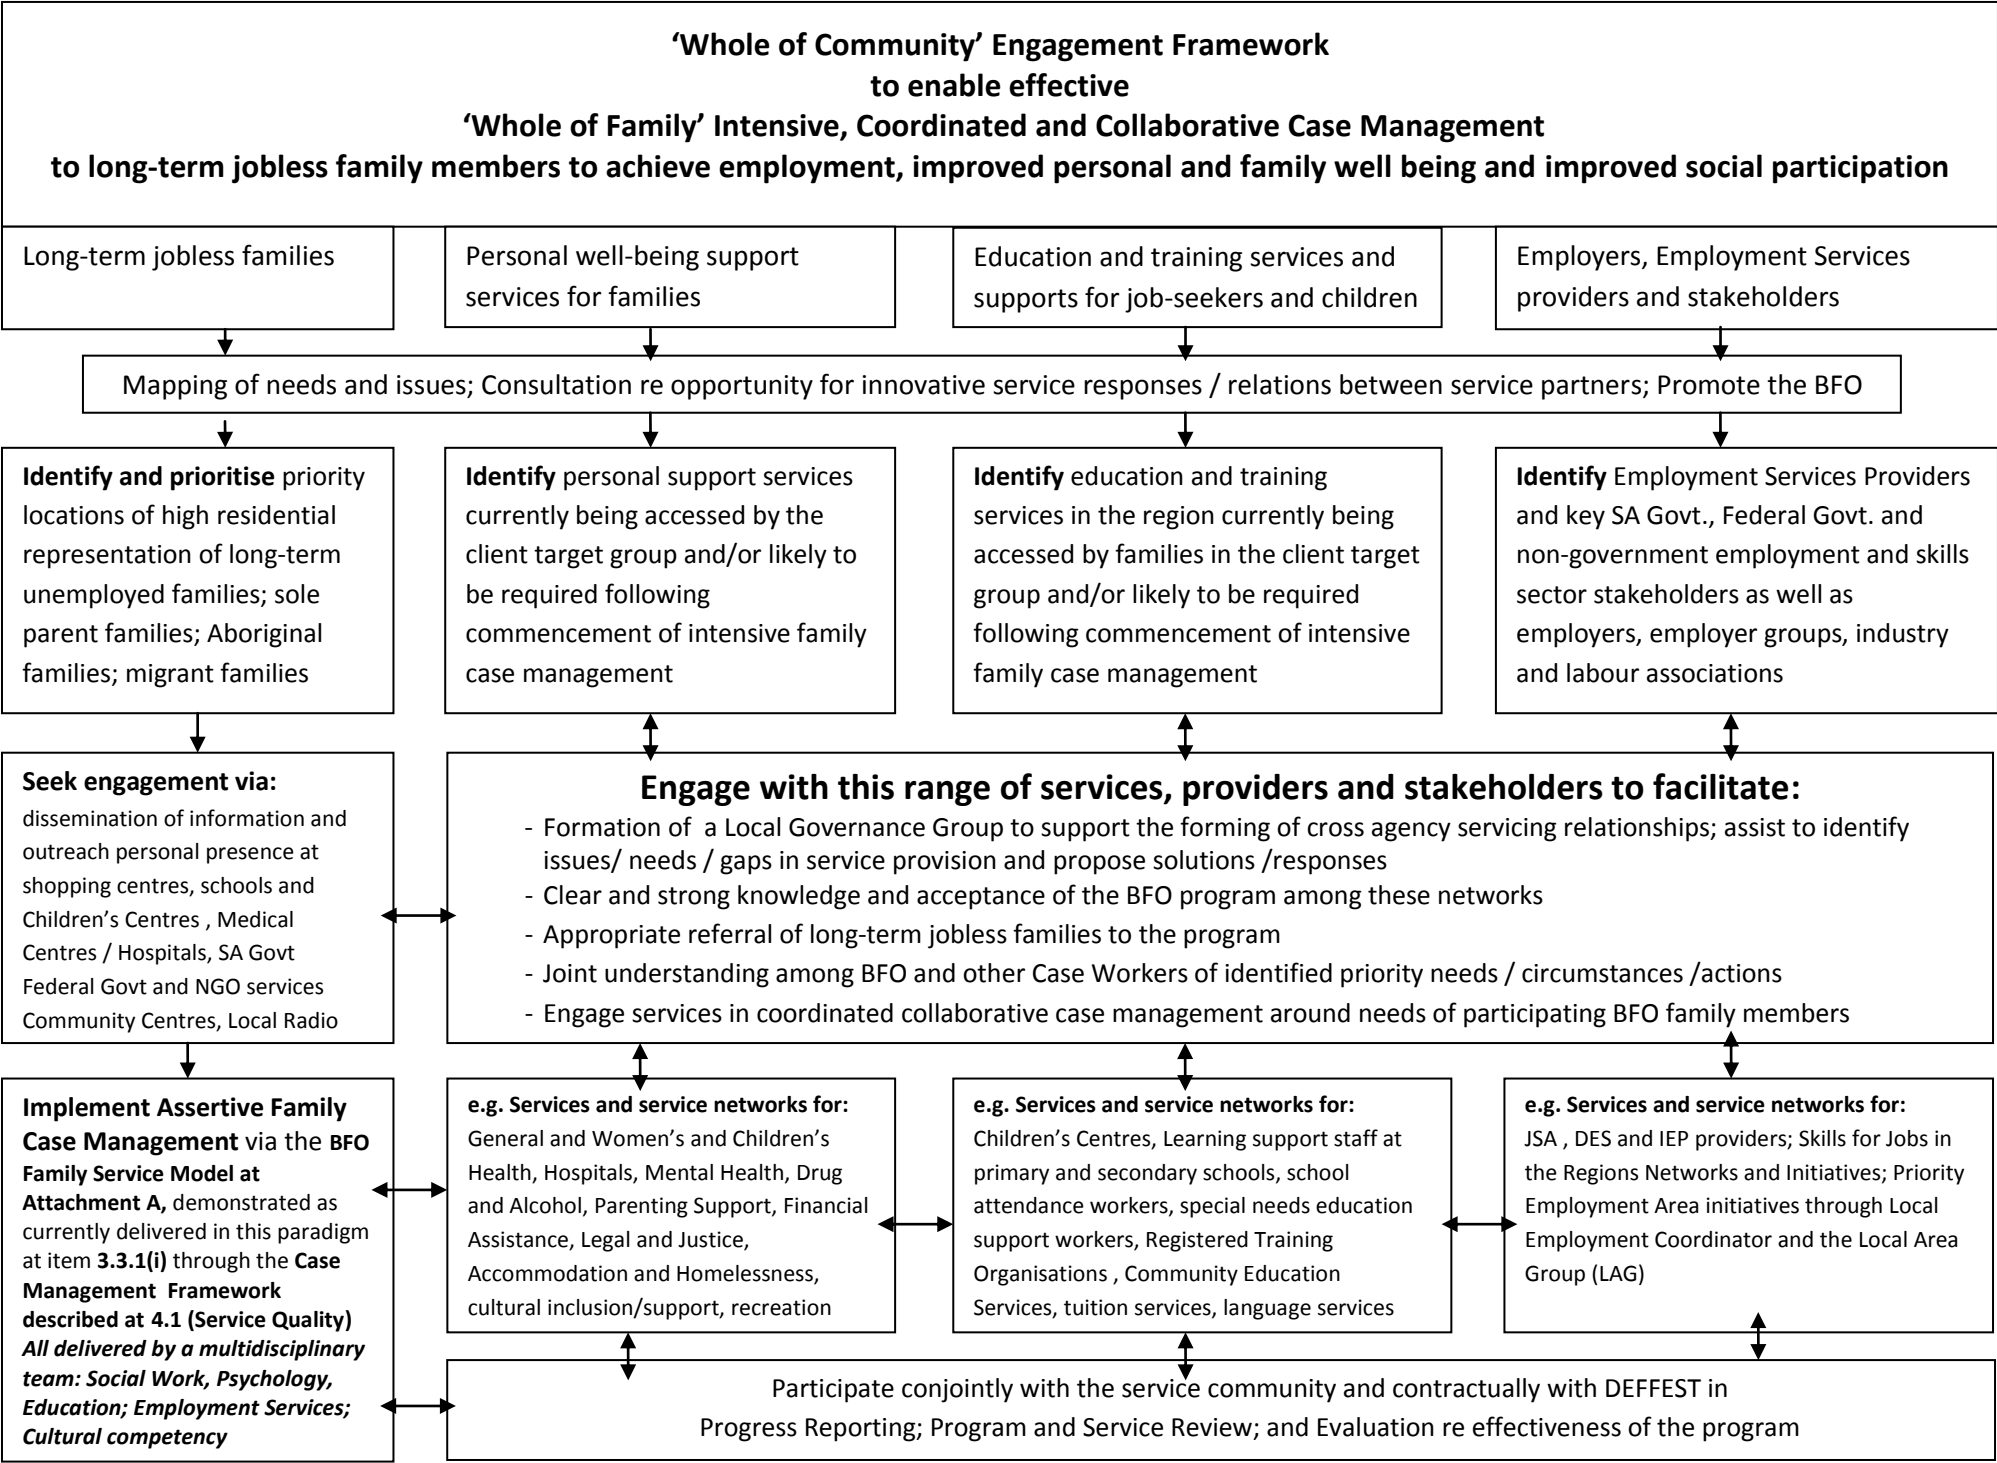 ‘Whole of Community’ Engagement Framework
to enable effective
‘Whole of Family’ Intensive, Coordinated and Collaborative Case Management
to long-term jobless family members to achieve employment, improved personal and family well being and improved social participation
Long-term jobless families
Personal well-being support
services for families
Education and training services and
supports for job-seekers and children
Employers, Employment Services
providers and stakeholders
Mapping of needs and issues; Consultation re opportunity for innovative service responses / relations between service partners; Promote the BFO
Identify and prioritise priority
locations of high residential
representation of long-term
unemployed families; sole
parent families; Aboriginal
families; migrant families
Identify personal support services
currently being accessed by the
client target group and/or likely to
be required following
commencement of intensive family
case management
Identify education and training
services in the region currently being
accessed by families in the client target
group and/or likely to be required
following commencement of intensive
family case management
Identify Employment Services Providers
and key SA Govt., Federal Govt. and
non-government employment and skills
sector stakeholders as well as
employers, employer groups, industry
and labour associations
Seek engagement via:
dissemination of information and
outreach personal presence at
shopping centres, schools and
Children’s Centres , Medical
Centres / Hospitals, SA Govt
Federal Govt and NGO services
Community Centres, Local Radio
Engage with this range of services, providers and stakeholders to facilitate:
- Formation of a Local Governance Group to support the forming of cross agency servicing relationships; assist to identify
issues/ needs / gaps in service provision and propose solutions /responses
- Clear and strong knowledge and acceptance of the BFO program among these networks
- Appropriate referral of long-term jobless families to the program
- Joint understanding among BFO and other Case Workers of identified priority needs / circumstances /actions
- Engage services in coordinated collaborative case management around needs of participating BFO family members
Implement Assertive Family
Case Management via the BFO
Family Service Model at
Attachment A, demonstrated as
currently delivered in this paradigm
at item 3.3.1(i) through the Case
Management Framework
described at 4.1 (Service Quality)
All delivered by a multidisciplinary
team: Social Work, Psychology,
Education; Employment Services;
Cultural competency
e.g. Services and service networks for:
General and Women’s and Children’s
Health, Hospitals, Mental Health, Drug
and Alcohol, Parenting Support, Financial
Assistance, Legal and Justice,
Accommodation and Homelessness,
cultural inclusion/support, recreation
e.g. Services and service networks for:
Children’s Centres, Learning support staff at
primary and secondary schools, school
attendance workers, special needs education
support workers, Registered Training
Organisations , Community Education
Services, tuition services, language services
e.g. Services and service networks for:
JSA , DES and IEP providers; Skills for Jobs in
the Regions Networks and Initiatives; Priority
Employment Area initiatives through Local
Employment Coordinator and the Local Area
Group (LAG)
Participate conjointly with the service community and contractually with DEFFEST in
Progress Reporting; Program and Service Review; and Evaluation re effectiveness of the program